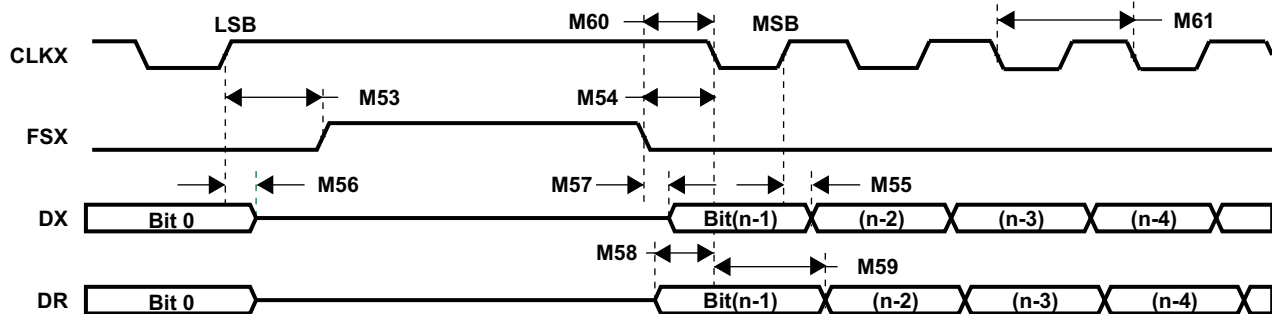 LSB
M60
MSB
M61
CLKX
M53
M54
FSX
M56
M57
M55
DX
Bit 0
Bit(n-1)
(n-2)
(n-3)
(n-4)
M58
M59
DR
Bit 0
Bit(n-1)
(n-2)
(n-3)
(n-4)